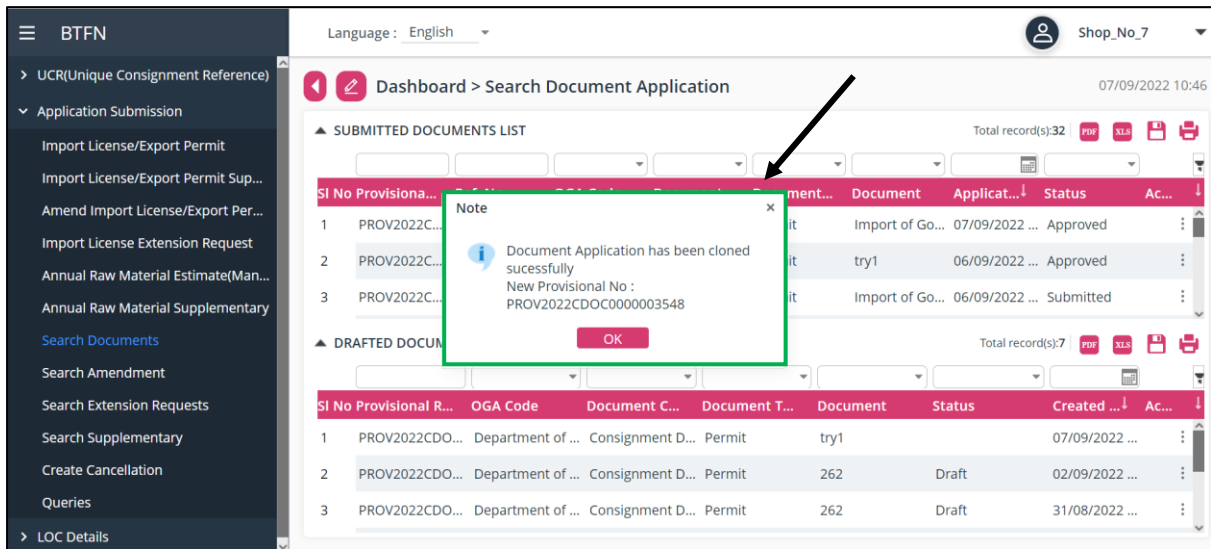 BTFN
Language : English
Shop_No_7
UCR(Unique Consignment Reference)
Application Submission
Import License/Export Permit
Import License/Export Permit Sup...
Amend Import License/Export Per...
Import License Extension Request
Annual Raw Material Estimate(Man...
Annual Raw Material Supplementary
Search Documents
Search Amendment
Search Extension Requests
Search Supplementary
Create Cancellation
Queries
LOC Details
Dashboard > Search Document Application
07/09/2022 10:46
SUBMITTED DOCUMENTS LIST
Total record(s):32 PDF XLS
Sl No Provisiona... Document Applicat... Status Ac...
1 PROV2022C... Import of Go... 07/09/2022 ... Approved
2 PROV2022C... try1 06/09/2022 ... Approved
3 PROV2022C... Import of Go... 06/09/2022 ... Submitted
Note
Document Application has been cloned
sucessfully
New Provisional No :
PROV2022CDOC0000003548
OK
DRAFTED DOCUM
Total record(s):7 PDF XLS
Sl No Provisional R... OGA Code Document C... Document T... Document Status Created ... Ac...
1 PROV2022CDO... Department of ... Consignment D... Permit try1 07/09/2022 ...
2 PROV2022CDO... Department of ... Consignment D... Permit 262 Draft 02/09/2022 ...
3 PROV2022CDO... Department of ... Consignment D... Permit 262 Draft 31/08/2022 ...